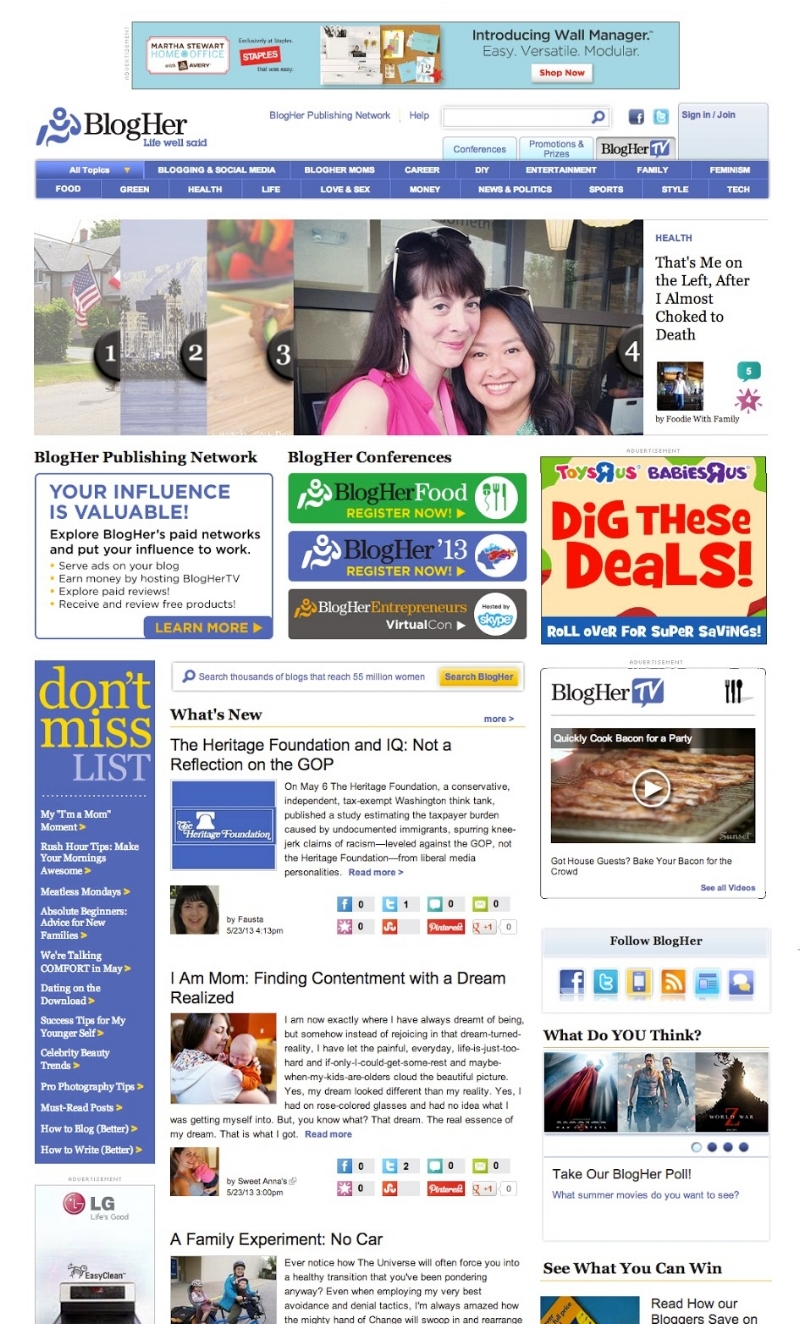 ADVERTISEMENT
MARTHA STEWART
HOME OFFICE
with AVERY
Exclusively at Staples.
STAPLES
that was easy.
Introducing Wall Manager.™
Easy. Versatile. Modular.
Shop Now
BlogHer
Life well said
BlogHer Publishing Network
Help
Sign in / Join
Conferences
Promotions & Prizes
BlogHer TV
All Topics
BLOGGING & SOCIAL MEDIA
BLOGHER MOMS
CAREER
DIY
ENTERTAINMENT
FAMILY
FEMINISM
FOOD
GREEN
HEALTH
LIFE
LOVE & SEX
MONEY
NEWS & POLITICS
SPORTS
STYLE
TECH
1
2
3
4
HEALTH
That's Me on
the Left, After
I Almost
Choked to
Death
5
4
by Foodie With Family
BlogHer Publishing Network
YOUR INFLUENCE
IS VALUABLE!
Explore BlogHer's paid networks
and put your influence to work.
• Serve ads on your blog
• Earn money by hosting BlogHerTV
• Explore paid reviews!
• Receive and review free products!
LEARN MORE
BlogHer Conferences
BlogHerFood
REGISTER NOW!
BlogHer '13
REGISTER NOW!
BlogHerEntrepreneurs
VirtualCon
Hosted by
skype
ADVERTISEMENT
TOYSRUS BABIESRUS
DiG THeSe
DeaLS!
RoLL oVeR FoR SuPeR SaViNGs!
don't
miss
LIST
My "I'm a Mom"
Moment >
Rush Hour Tips: Make
Your Mornings
Awesome >
Meatless Mondays >
Absolute Beginners:
Advice for New
Families >
We're Talking
COMFORT in May >
Dating on the
Download >
Success Tips for My
Younger Self >
Celebrity Beauty
Trends >
Pro Photography Tips >
Must-Read Posts >
How to Blog (Better) >
How to Write (Better) >
ADVERTISEMENT
LG
Life's Good
EasyClean™
Search thousands of blogs that reach 55 million women
Search BlogHer
What's New
more >
The Heritage Foundation and IQ: Not a
Reflection on the GOP
The
Heritage Foundation
On May 6 The Heritage Foundation, a conservative,
independent, tax-exempt Washington think tank,
published a study estimating the taxpayer burden
caused by undocumented immigrants, spurring knee-
jerk claims of racism—leveled against the GOP, not
the Heritage Foundation—from liberal media
personalities. Read more >
by Fausta
5/23/13 4:13pm
0
1
0
0
0
Pinterest
+1
0
I Am Mom: Finding Contentment with a Dream
Realized
I am now exactly where I have always dreamt of being,
but somehow instead of rejoicing in that dream-turned-
reality, I have let the painful, everyday, life-is-just-too-
hard and if-only-I-could-get-some-rest and maybe-
when-my-kids-are-olders cloud the beautiful picture.
Yes, my dream looked different than my reality. Yes, I
had on rose-colored glasses and had no idea what I
was getting myself into. But, you know what? That dream. The real essence of
my dream. That is what I got. Read more
by Sweet Anna's
5/23/13 3:00pm
0
2
0
0
0
Pinterest
+1
0
A Family Experiment: No Car
Ever notice how The Universe will often force you into
a healthy transition that you've been pondering
anyway? Even when employing my very best
avoidance and denial tactics, I'm always amazed how
the mighty hand of Change will swoop in and rearrange
ADVERTISEMENT
BlogHer TV
Quickly Cook Bacon for a Party
Sunset
Got House Guests? Bake Your Bacon for the
Crowd
See all Videos
Follow BlogHer
What Do YOU Think?
WORLD WAR
Z
Take Our BlogHer Poll!
What summer movies do you want to see?
See What You Can Win
Read How our
Bloggers Save on